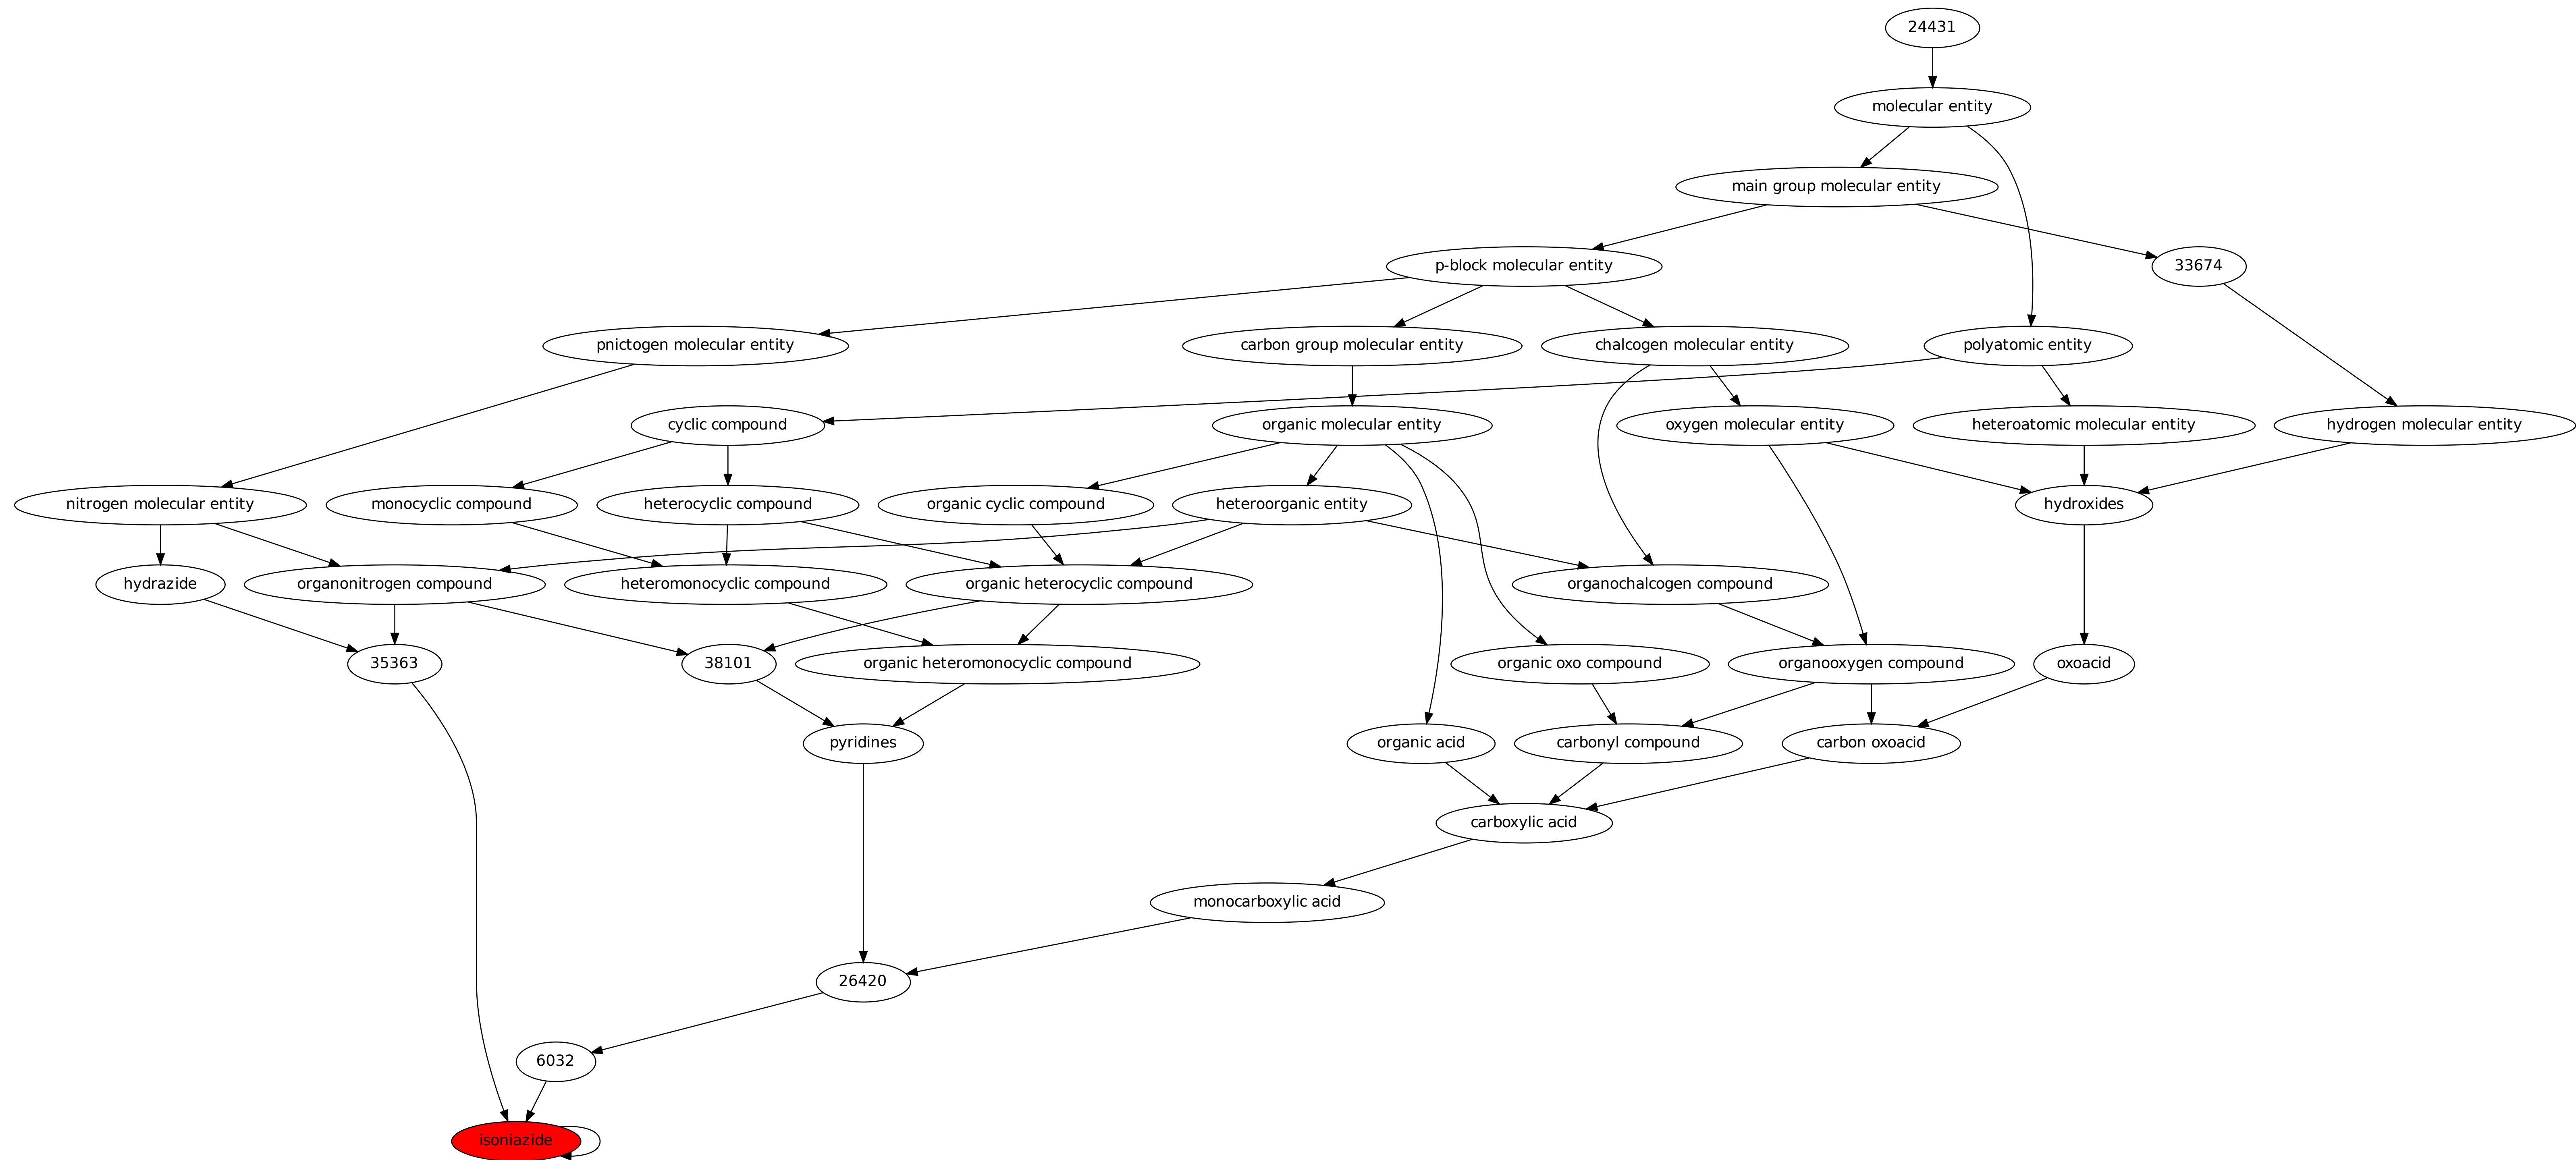 24431
molecular entity
main group molecular entity
p-block molecular entity
33674
pnictogen molecular entity
carbon group molecular entity
chalcogen molecular entity
polyatomic entity
cyclic compound
organic molecular entity
oxygen molecular entity
heteroatomic molecular entity
hydrogen molecular entity
nitrogen molecular entity
monocyclic compound
heterocyclic compound
organic cyclic compound
heteroorganic entity
hydroxides
hydrazide
organonitrogen compound
heteromonocyclic compound
organic heterocyclic compound
organochalcogen compound
35363
38101
organic heteromonocyclic compound
organic oxo compound
organooxygen compound
oxoacid
pyridines
organic acid
carbonyl compound
carbon oxoacid
carboxylic acid
monocarboxylic acid
26420
6032
isoniazide